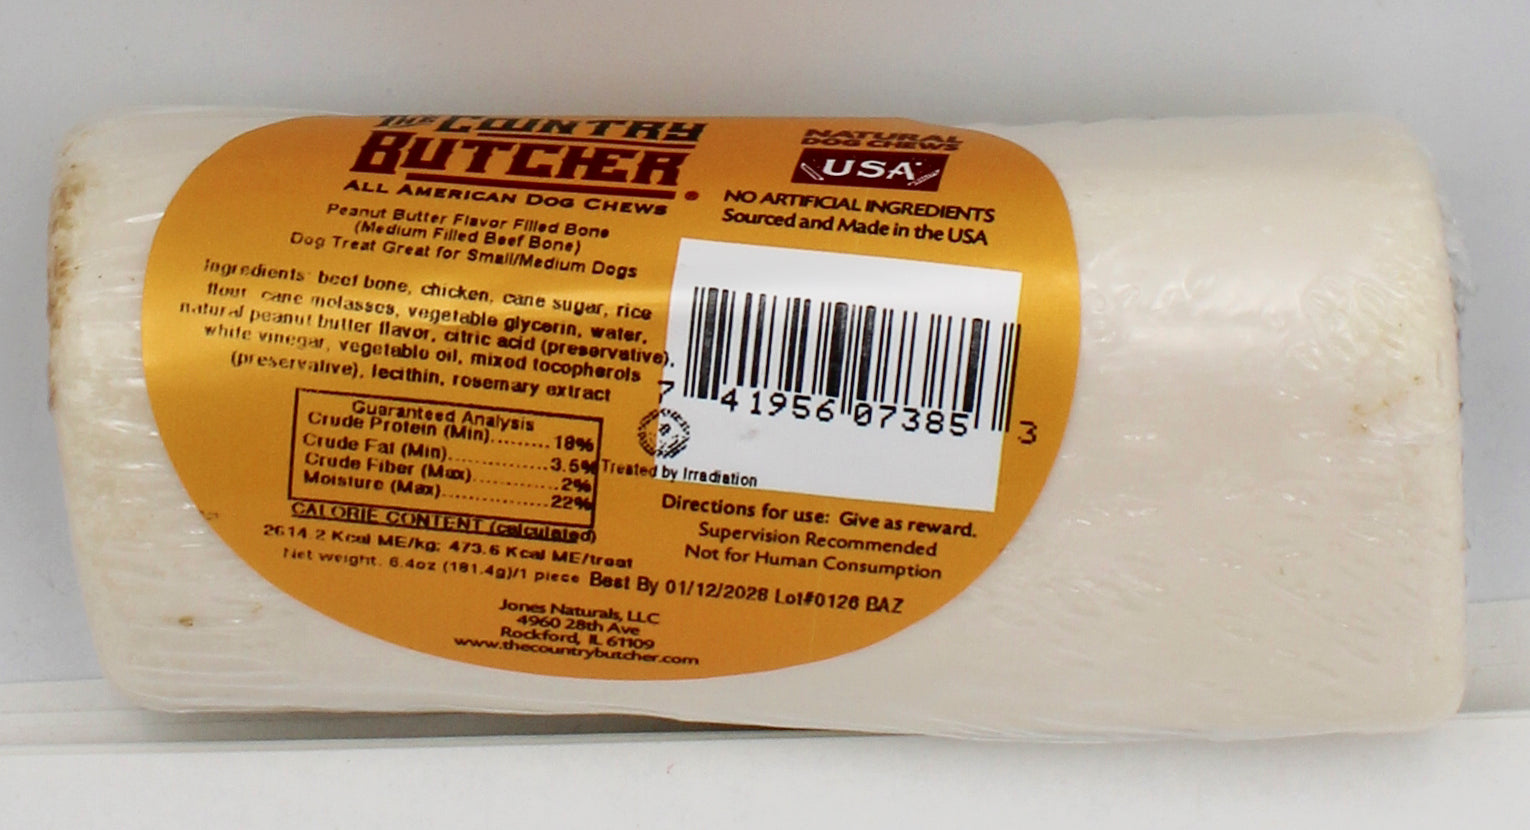 THE COUNTRY
BUTCHER
ALL AMERICAN DOG CHEWS
Peanut Butter Flavor Filled Bone
(Medium Filled Beef Bone)
Dog Treat Great for Small/Medium Dogs
Ingredients: beef bone, chicken, cane sugar, rice
flour, cane molasses, vegetable glycerin, water,
natural peanut butter flavor, citric acid (preservative),
white vinegar, vegetable oil, mixed tocopherols
(preservative), lecithin, rosemary extract
Guaranteed Analysis
Crude Protein (Min).........18%
Crude Fat (Min)...............3.5%
Crude Fiber (Max).............2%
Moisture (Max)..................22%
CALORIE CONTENT (calculated)
2614.2 Kcal ME/kg; 473.6 Kcal ME/treat
Net weight. 6.4oz (181.4g)/1 piece
NATURAL
DOG CHEWS
USA
NO ARTIFICIAL INGREDIENTS
Sourced and Made in the USA
7 41956 07385 3
Treated by Irradiation
Directions for use: Give as reward.
Supervision Recommended
Not for Human Consumption
Best By 01/12/2028 Lot#0126 BAZ
Jones Naturals, LLC
4960 28th Ave
Rockford, IL 61109
www.thecountrybutcher.com